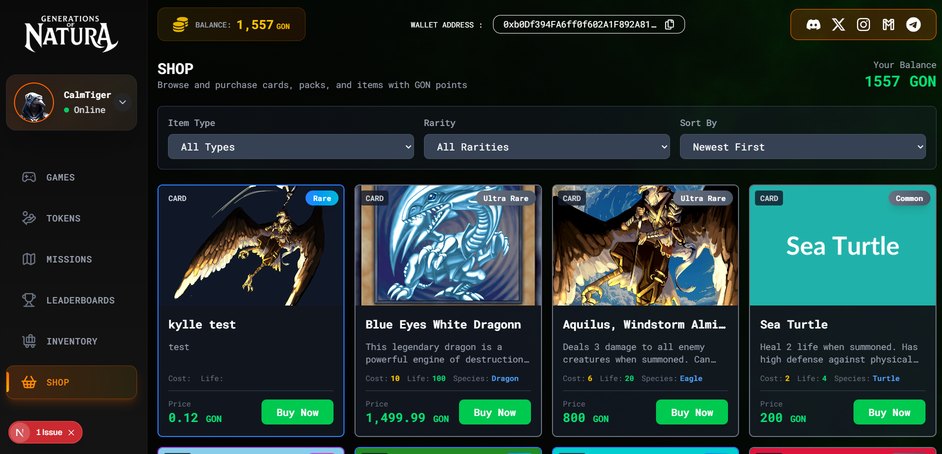 GENERATIONS
OF
NATURA
BALANCE: 1,557 GON
WALLET ADDRESS : 0xb0Df394FA6ff0f602A1F892A81...
CalmTiger
Online
GAMES
TOKENS
MISSIONS
LEADERBOARDS
INVENTORY
SHOP
N 1 Issue
SHOP
Browse and purchase cards, packs, and items with GON points
Your Balance
1557 GON
Item Type
All Types
Rarity
All Rarities
Sort By
Newest First
CARD
Rare
kylle test
test
Cost: Life:
Price
0.12 GON
Buy Now
CARD
Ultra Rare
Blue Eyes White Dragonn
This legendary dragon is a
powerful engine of destruction…
Cost: 10 Life: 100 Species: Dragon
Price
1,499.99 GON
Buy Now
CARD
Ultra Rare
Aquilus, Windstorm Almi…
Deals 3 damage to all enemy
creatures when summoned. Can…
Cost: 6 Life: 20 Species: Eagle
Price
800 GON
Buy Now
CARD
Common
Sea Turtle
Sea Turtle
Heal 2 life when summoned. Has
high defense against physical…
Cost: 2 Life: 4 Species: Turtle
Price
200 GON
Buy Now